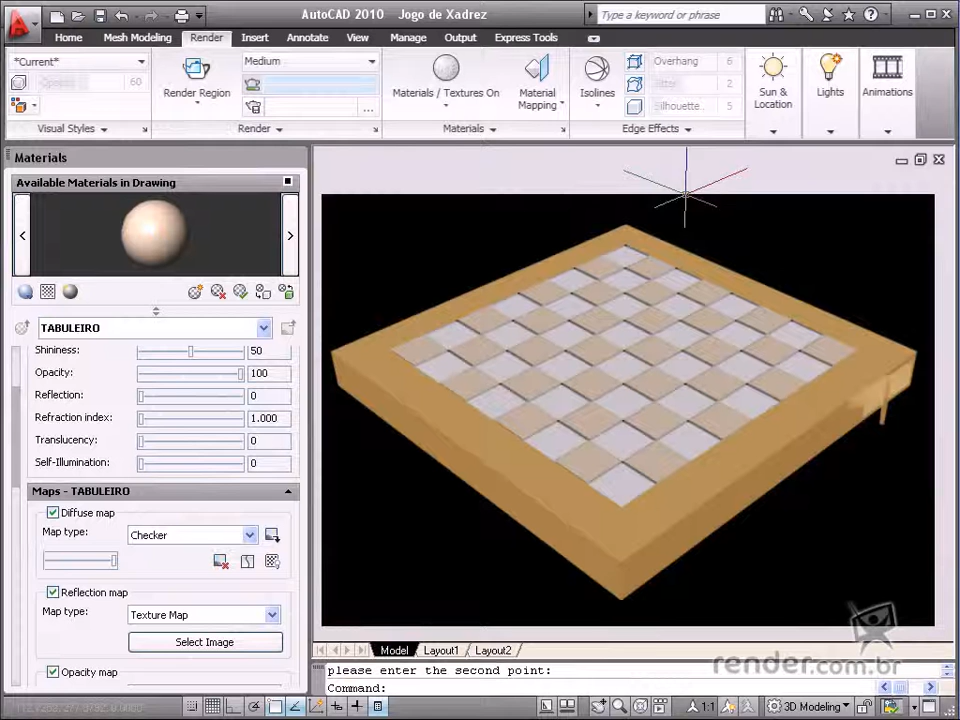 AutoCAD 2010 Jogo de Xadrez
Type a keyword or phrase
Home Mesh Modeling Render Insert Annotate View Manage Output Express Tools
*Current*
60
Visual Styles
Render Region
Medium
...
Render
Materials / Textures On
Material Mapping
Materials
Isolines
Overhang 6
Jitter 2
Silhouette 5
Edge Effects
Sun & Location
Lights
Animations
Materials
Available Materials in Drawing
TABULEIRO
Shininess: 50
Opacity: 100
Reflection: 0
Refraction index: 1.000
Translucency: 0
Self-Illumination: 0
Maps - TABULEIRO
Diffuse map
Map type: Checker
Reflection map
Map type: Texture Map
Select Image
Opacity map
Model Layout1 Layout2
please enter the second point:
Command:
render.com.br
1:1
3D Modeling